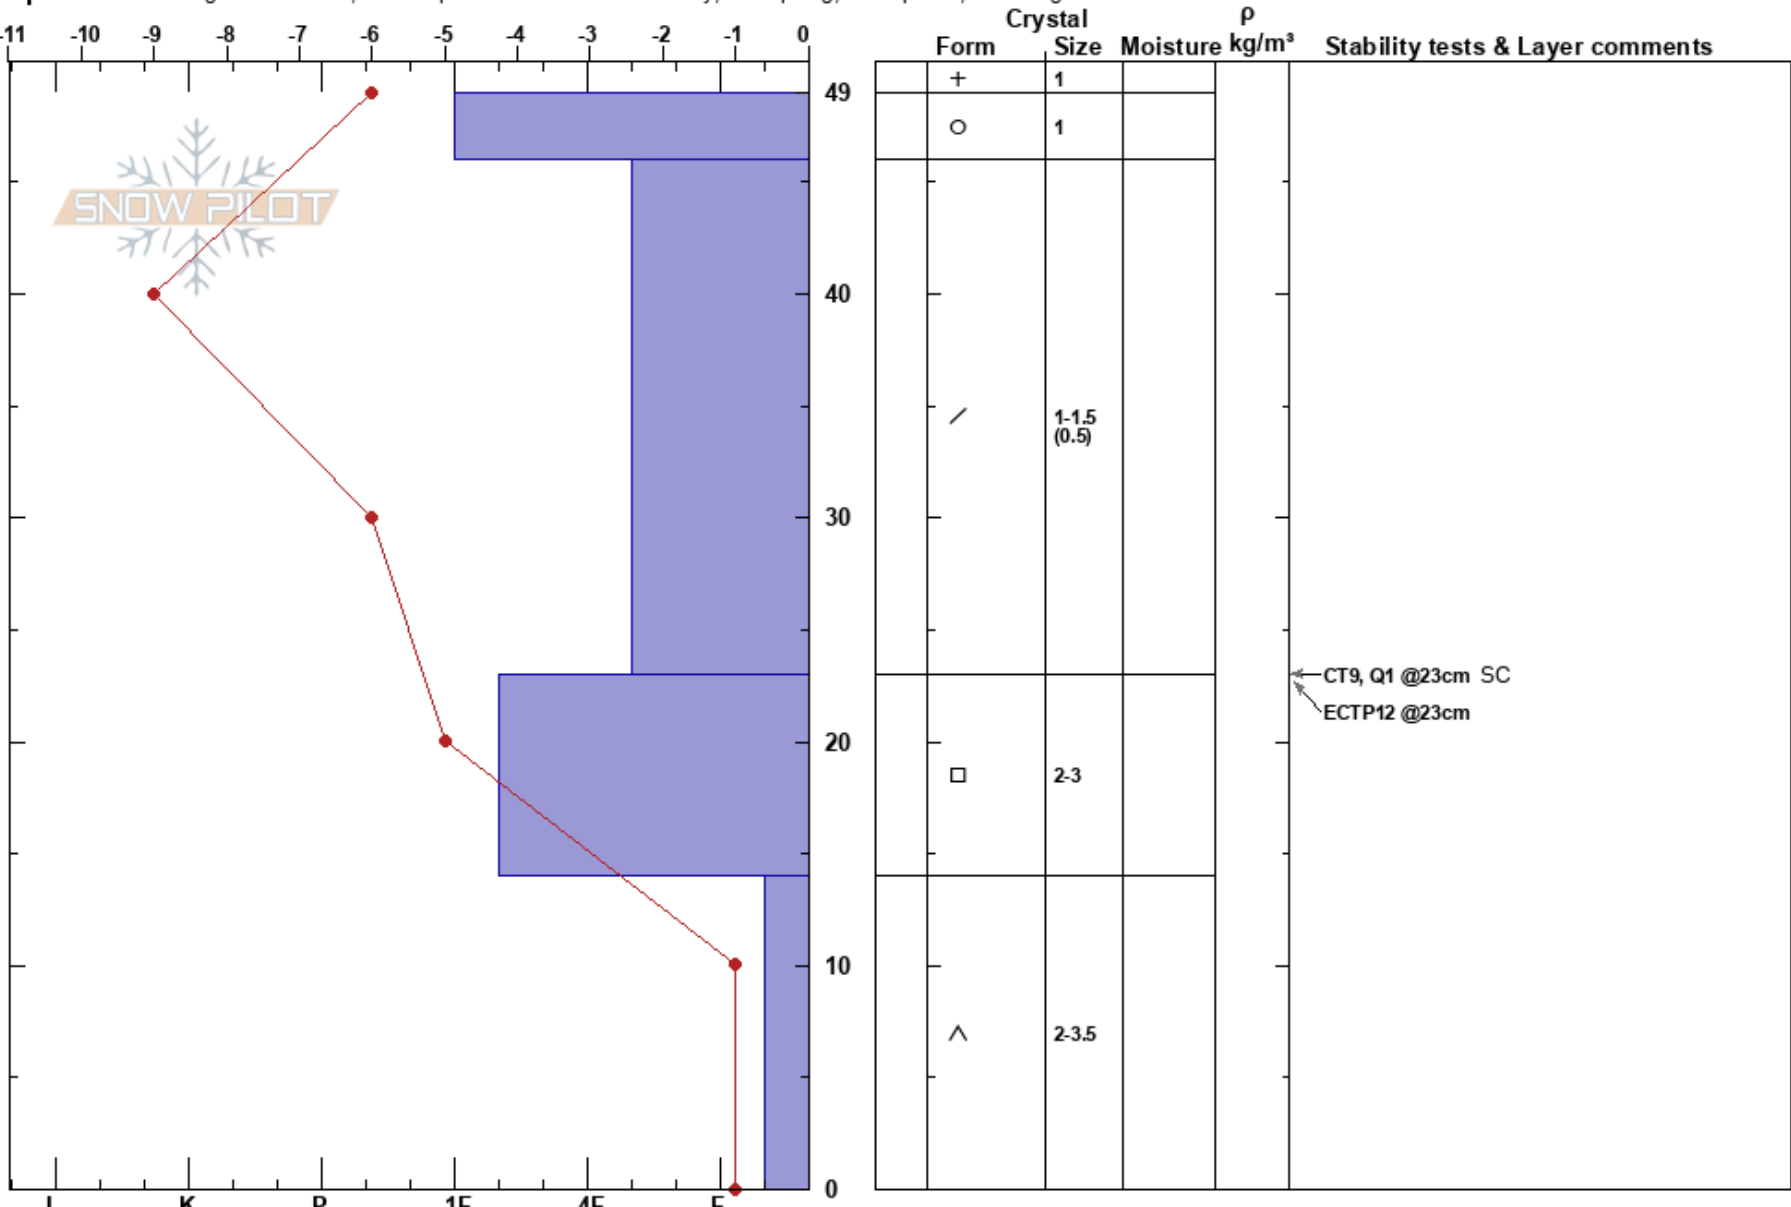 Crystal
ρ
-11 -10 -9 -8 -7 -6 -5 -4 -3 -2 -1 0
Form Size Moisture kg/m³ Stability tests & Layer comments
+ 1
49
SNOW PILOT
1
40
1-1.5
(0.5)
30
CT9, Q1 @23cm SC
ECTP12 @23cm
20
2-3
10
2-3.5
0
I K P 1F 4F F